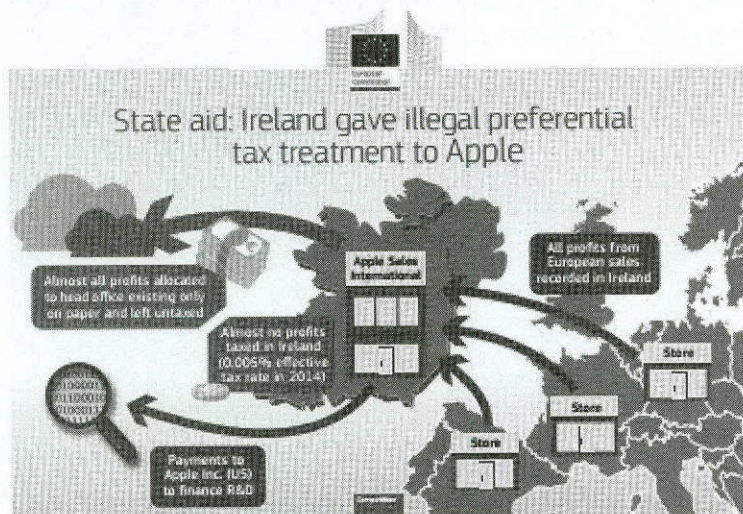 European
Commission
State aid: Ireland gave illegal preferential
tax treatment to Apple
Apple Sales
International
All profits from
European sales
recorded in Ireland
Almost all profits allocated
to head office existing only
on paper and left untaxed
Almost no profits
taxed in Ireland
(0.005% effective
tax rate in 2014)
Store
Store
Store
Payments to
Apple Inc. (US)
to finance R&D
Competition